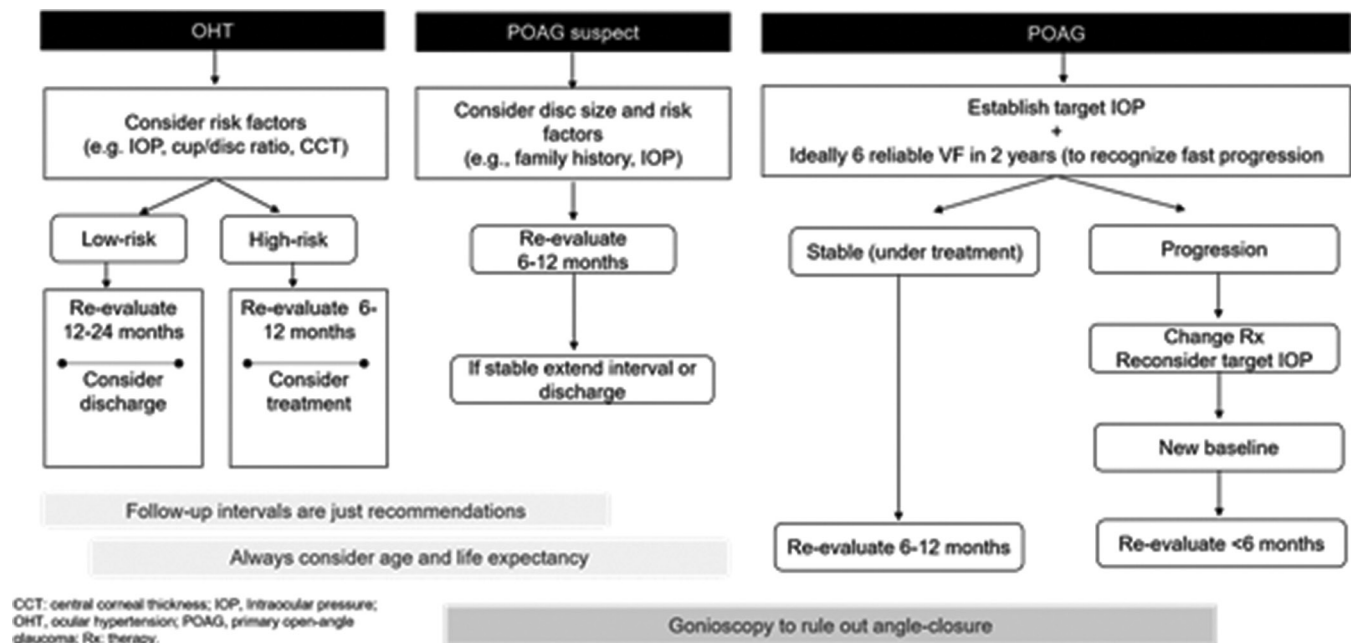 OHT
Consider risk factors
(e.g. IOP, cup/disc ratio, CCT)
Low-risk
High-risk
Re-evaluate
12-24 months
Consider
discharge
Re-evaluate 6-
12 months
Consider
treatment
POAG suspect
Consider disc size and risk
factors
(e.g., family history, IOP)
Re-evaluate
6-12 months
If stable extend interval or
discharge
POAG
Establish target IOP
+
Ideally 6 reliable VF in 2 years (to recognize fast progression
Stable (under treatment)
Progression
Change Rx
Reconsider target IOP
New baseline
Re-evaluate 6-12 months
Re-evaluate <6 months
Follow-up intervals are just recommendations
Always consider age and life expectancy
Gonioscopy to rule out angle-closure
CCT: central corneal thickness; IOP, Intraocular pressure;
OHT, ocular hypertension; POAG, primary open-angle
glaucoma; Rx: therapy.